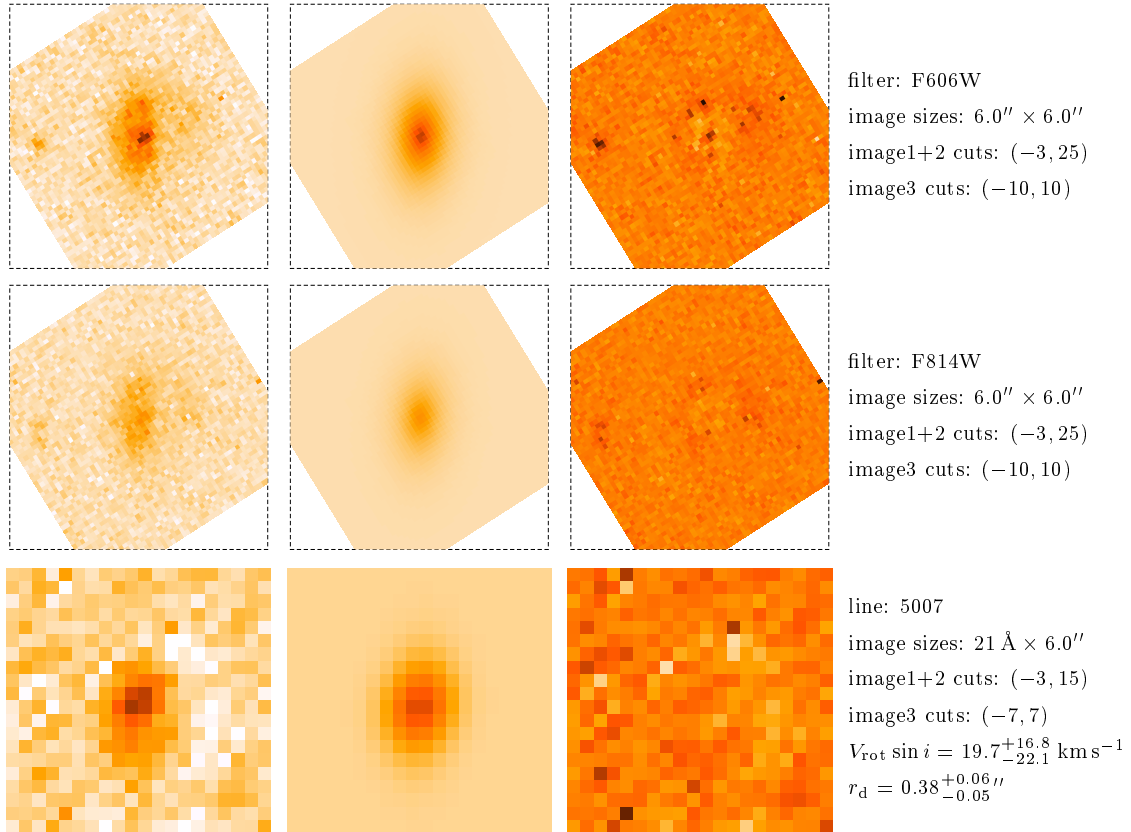 filter: F606W
image sizes: 6.0′′ × 6.0′′
image1+2 cuts: (−3, 25)
image3 cuts: (−10, 10)
filter: F814W
image sizes: 6.0′′ × 6.0′′
image1+2 cuts: (−3, 25)
image3 cuts: (−10, 10)
line: 5007
image sizes: 21 Å × 6.0′′
image1+2 cuts: (−3, 15)
image3 cuts: (−7, 7)
V_rot sin i = 19.7^{+16.8}_{−22.1} km s^{−1}
r_d = 0.38^{+0.06}_{−0.05}′′